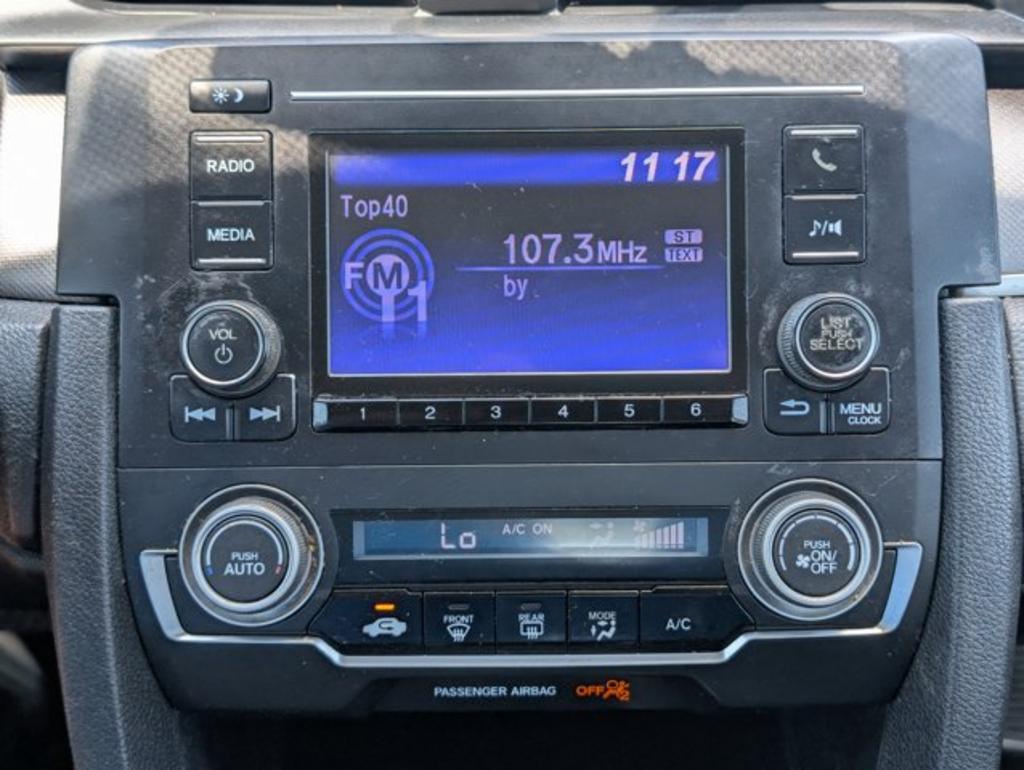 RADIO
MEDIA
11 17
Top40
FM1
107.3MHz
ST
TEXT
by
VOL
LIST
PUSH
SELECT
1 2 3 4 5 6
MENU
CLOCK
PUSH
AUTO
Lo
A/C ON
PUSH
ON/
OFF
FRONT
REAR
MODE
A/C
PASSENGER AIRBAG OFF